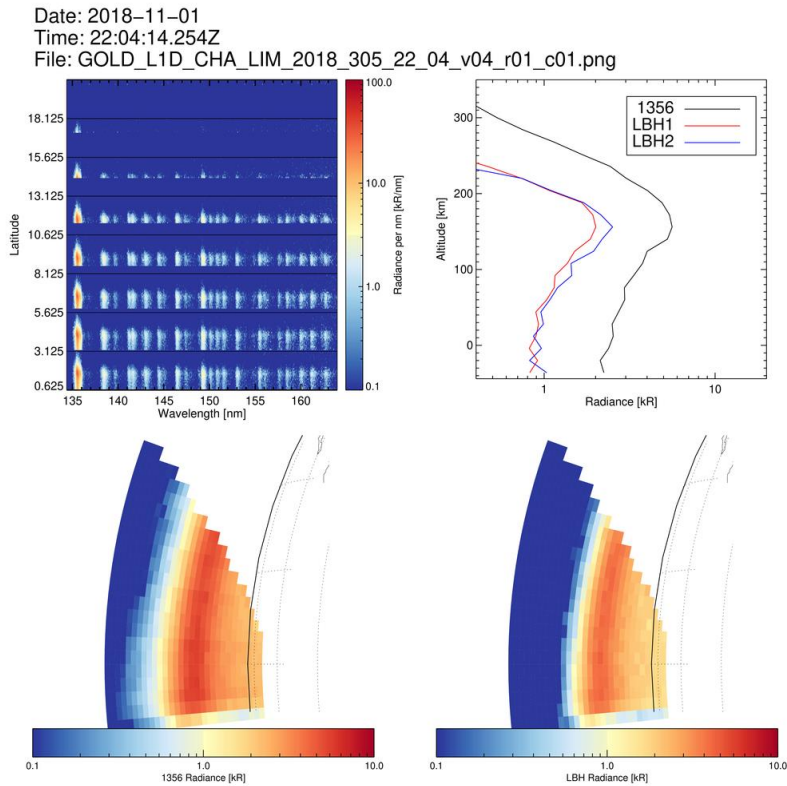 Date: 2018-11-01
Time: 22:04:14.254Z
File: GOLD_L1D_CHA_LIM_2018_305_22_04_v04_r01_c01.png
18.125
15.625
13.125
10.625
8.125
5.625
3.125
0.625
Latitude
135 140 145 150 155 160
Wavelength [nm]
100.0
10.0
1.0
0.1
Radiance per nm [kR/nm]
300
200
100
0
Altitude [km]
1356
LBH1
LBH2
1 10
Radiance [kR]
0.1 1.0 10.0
1356 Radiance [kR]
0.1 1.0 10.0
LBH Radiance [kR]